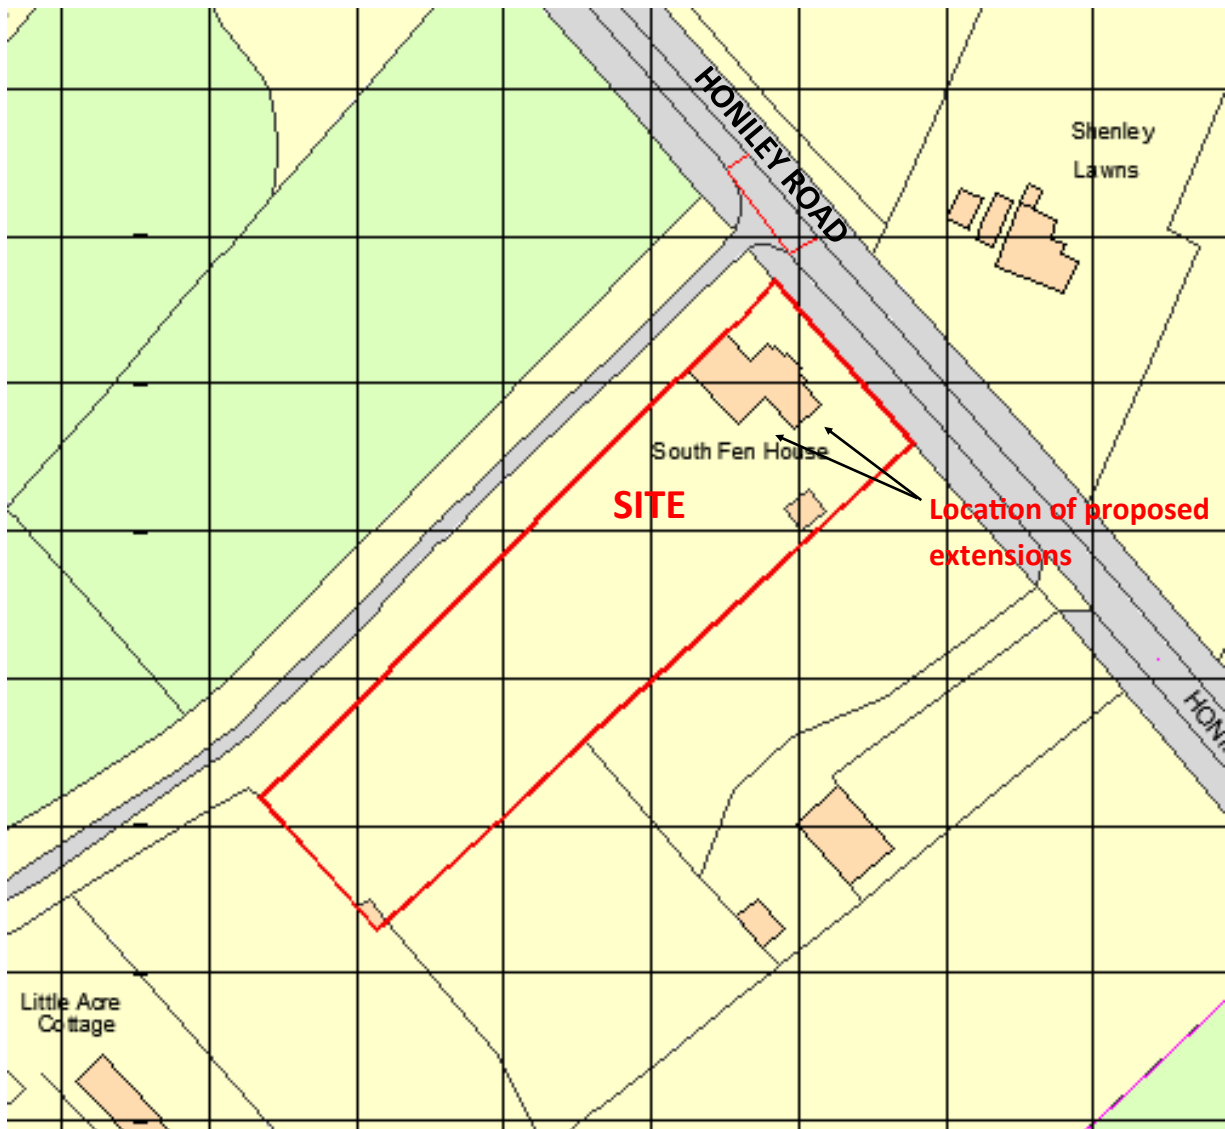 HONILEY ROAD
Shenley
Lawns
South Fen House
SITE
Location of proposed
extensions
Little Acre
Cottage